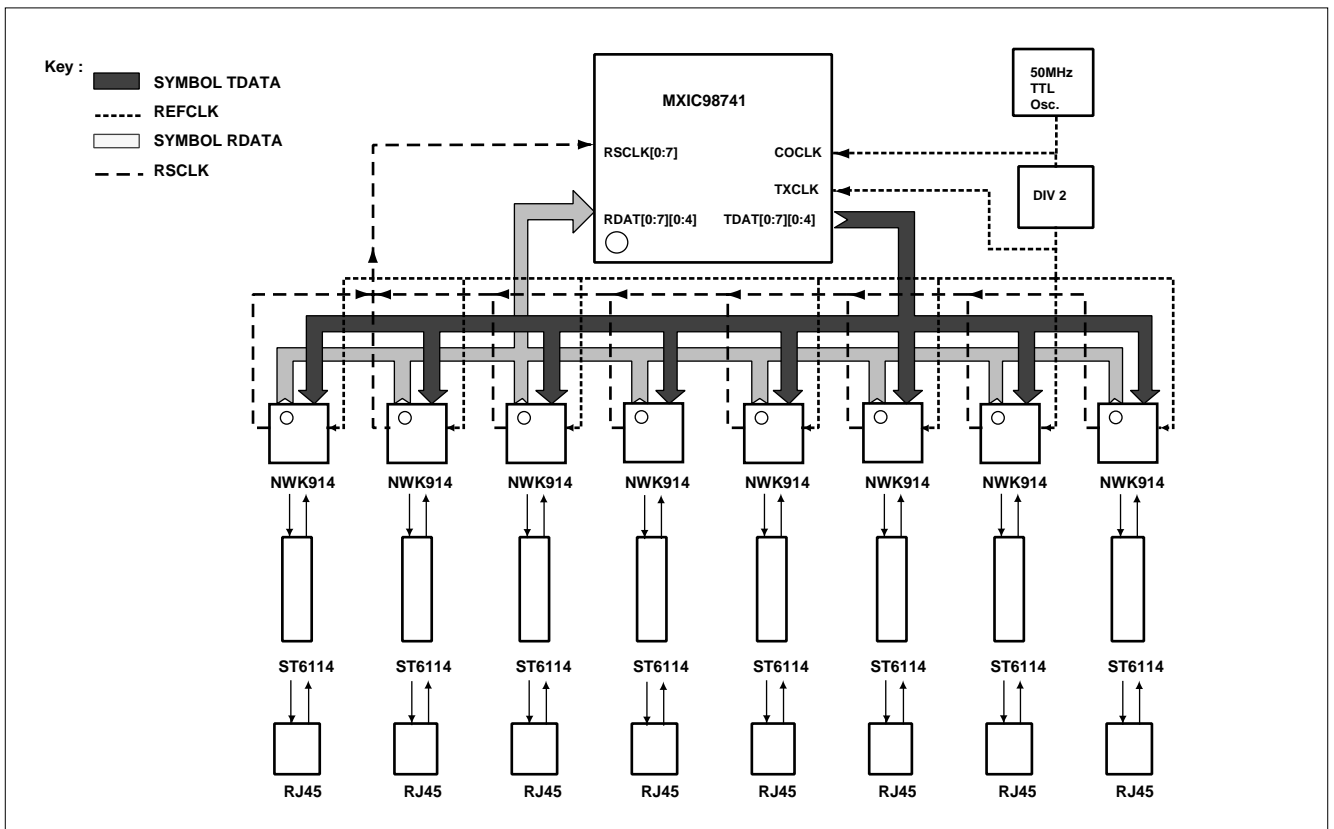 Key :
SYMBOL TDATA
REFCLK
SYMBOL RDATA
RSCLK
MXIC98741
RSCLK[0:7]
COCLK
TXCLK
RDAT[0:7][0:4]
TDAT[0:7][0:4]
50MHz
TTL
Osc.
DIV 2
NWK914
NWK914
NWK914
NWK914
NWK914
NWK914
NWK914
NWK914
ST6114
ST6114
ST6114
ST6114
ST6114
ST6114
ST6114
ST6114
RJ45
RJ45
RJ45
RJ45
RJ45
RJ45
RJ45
RJ45